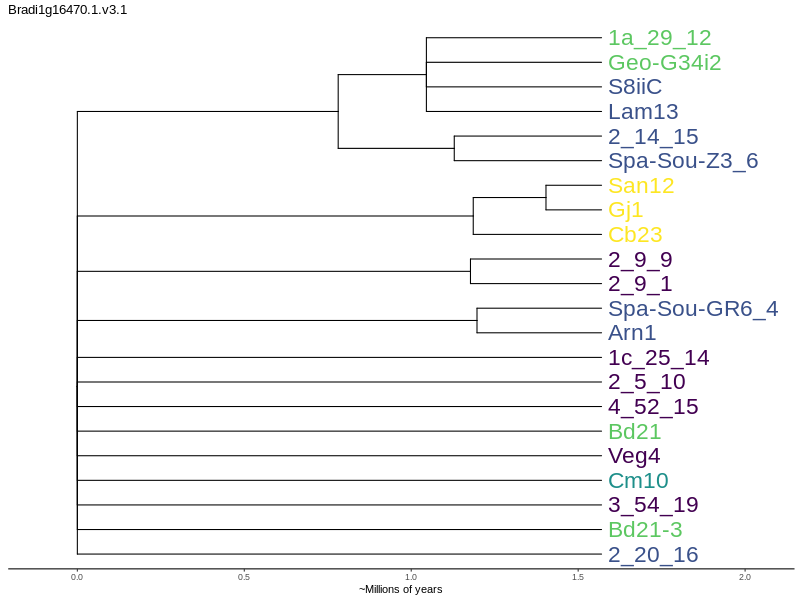 Bradi1g16470.1.v3.1
1a_29_12
Geo-G34i2
S8iiC
Lam13
2_14_15
Spa-Sou-Z3_6
San12
Gj1
Cb23
2_9_9
2_9_1
Spa-Sou-GR6_4
Arn1
1c_25_14
2_5_10
4_52_15
Bd21
Veg4
Cm10
3_54_19
Bd21-3
2_20_16
0.0 0.5 1.0 1.5 2.0
~Millions of years